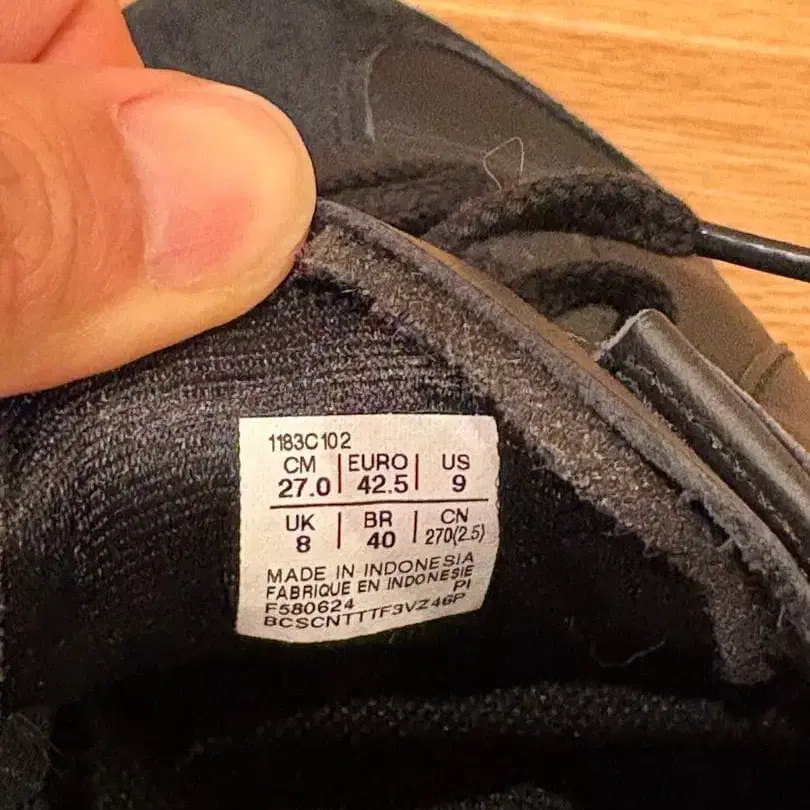 1183C102
CM | EURO | US
27.0 | 42.5 | 9
UK | BR | CN
8 | 40 | 270(2.5)
MADE IN INDONESIA
FABRIQUE EN INDONESIE
F580624 PI
BCSCNTTTF3VZ46P